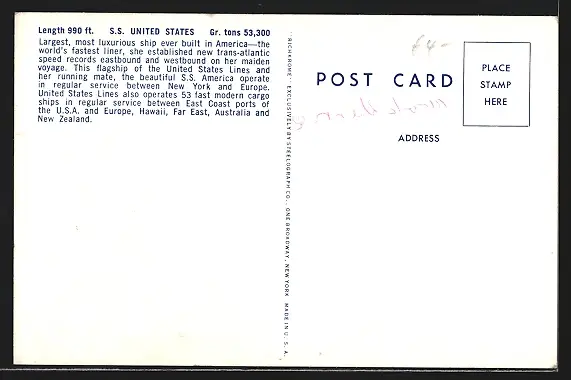 Length 990 ft. S.S. UNITED STATES Gr. tons 53,300
Largest, most luxurious ship ever built in America—the
world's fastest liner, she established new trans-atlantic
speed records eastbound and westbound on her maiden
voyage. This flagship of the United States Lines and
her running mate, the beautiful S.S. America operate
in regular service between New York and Europe.
United States Lines also operates 53 fast modern cargo
ships in regular service between East Coast ports of
the U.S.A. and Europe, Hawaii, Far East, Australia and
New Zealand.
"RICHROME" EXCLUSIVELY BY STEELOGRAPH CO., ONE BROADWAY, NEW YORK MADE IN U.S.A.
64-
POST CARD
PLACE
STAMP
HERE
ADDRESS